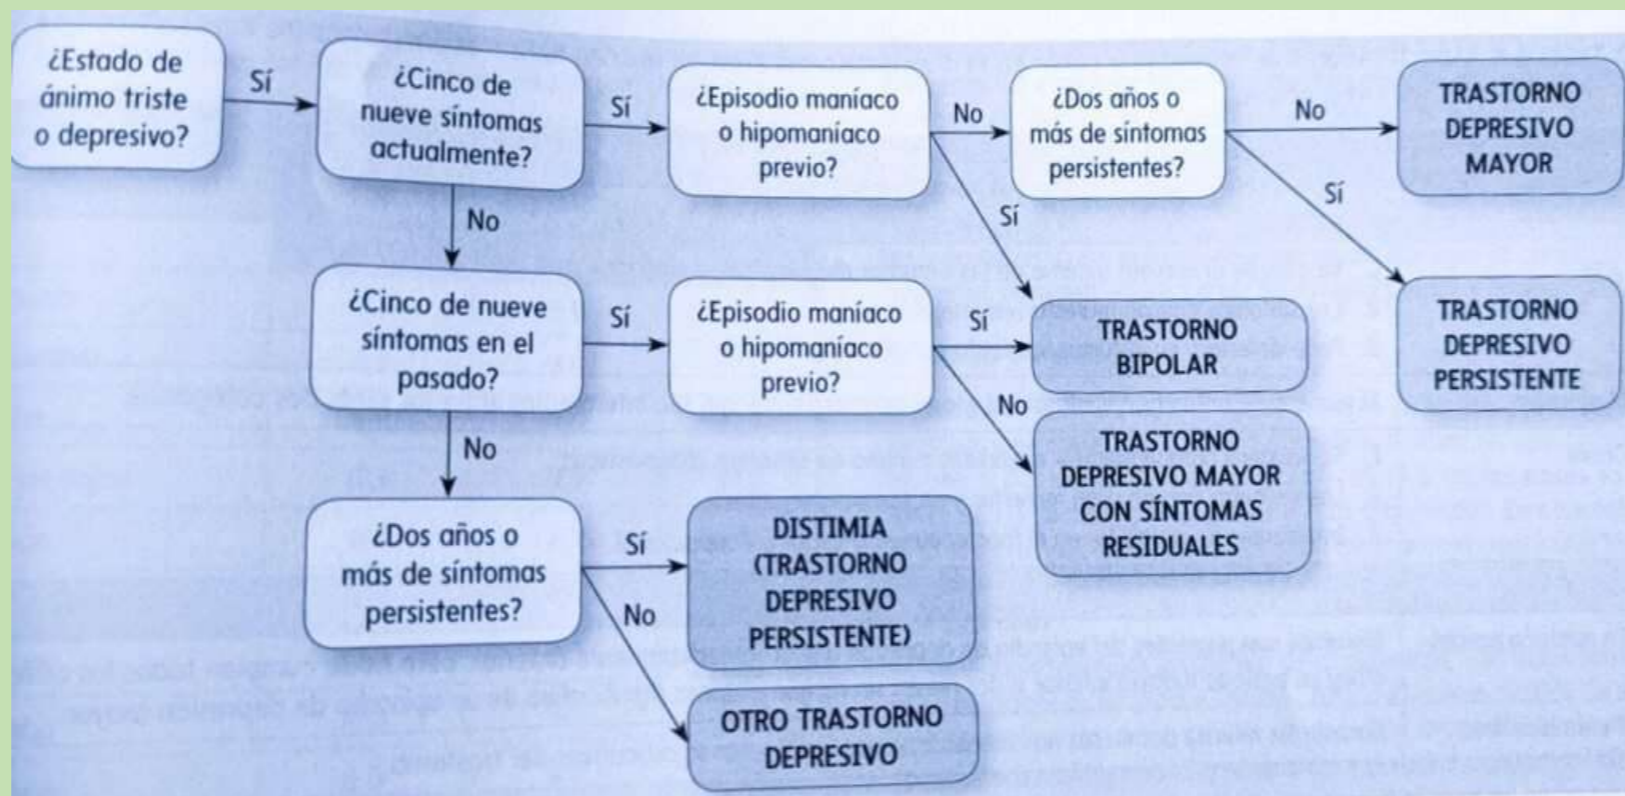 ¿Estado de
ánimo triste
o depresivo?
Sí
¿Cinco de
nueve síntomas
actualmente?
Sí
¿Episodio maníaco
o hipomaníaco
previo?
No
¿Dos años o
más de síntomas
persistentes?
No
TRASTORNO
DEPRESIVO
MAYOR
No
Sí
Sí
¿Cinco de nueve
síntomas en el
pasado?
Sí
¿Episodio maníaco
o hipomaníaco
previo?
Sí
TRASTORNO
BIPOLAR
TRASTORNO
DEPRESIVO
PERSISTENTE
No
No
TRASTORNO
DEPRESIVO MAYOR
CON SÍNTOMAS
RESIDUALES
¿Dos años o
más de síntomas
persistentes?
Sí
DISTIMIA
(TRASTORNO
DEPRESIVO
PERSISTENTE)
No
OTRO TRASTORNO
DEPRESIVO